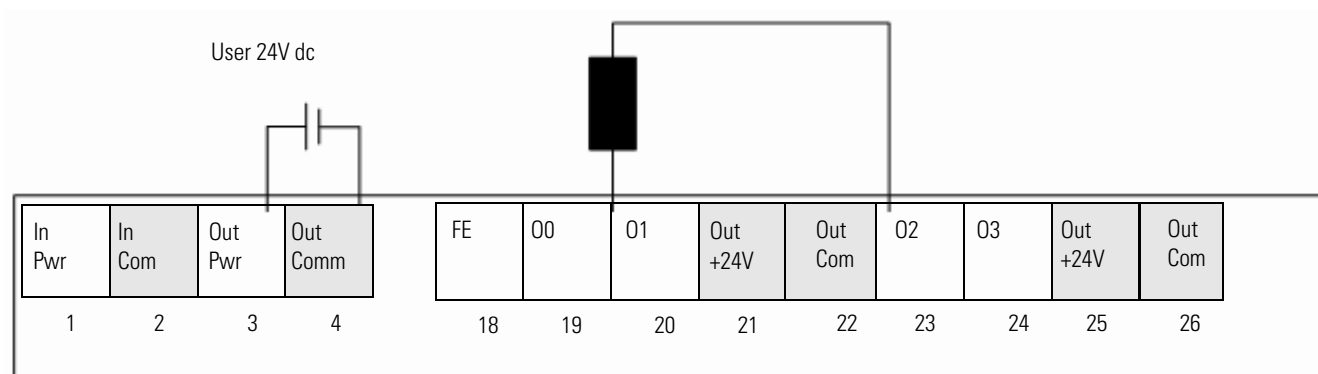 User 24V dc
In
Pwr
In
Com
Out
Pwr
Out
Comm
FE
O0
O1
Out
+24V
Out
Com
O2
O3
Out
+24V
Out
Com
1 2 3 4 18 19 20 21 22 23 24 25 26